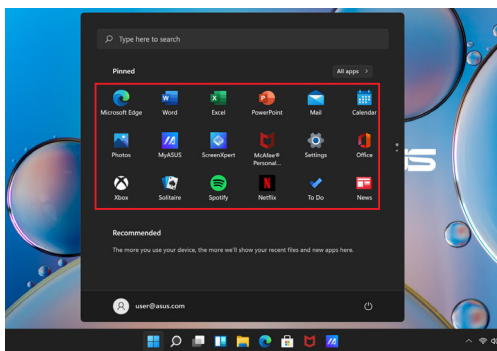 Type here to search
Pinned
All apps >
Microsoft Edge Word Excel PowerPoint Mail Calendar
Photos MyASUS ScreenXpert McAfee® Personal... Settings Office
Xbox Solitaire Spotify Netflix To Do News
Recommended
The more you use your device, the more we'll show your recent files and new apps here.
user@asus.com